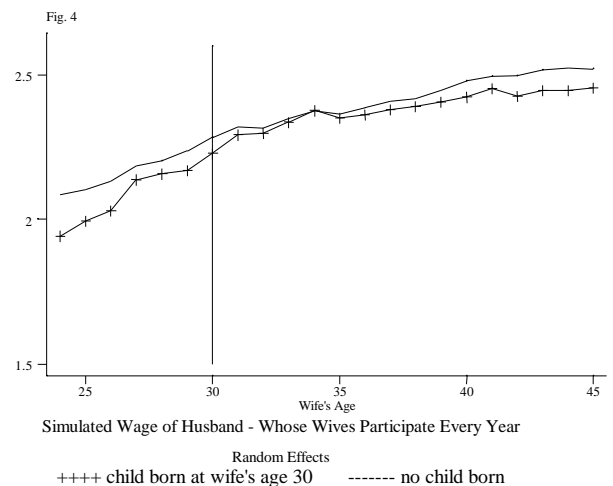 Fig. 4
2.5
2
1.5
25 30 35 40 45
Wife's Age
Simulated Wage of Husband - Whose Wives Participate Every Year
Random Effects
++++ child born at wife's age 30 ------ no child born